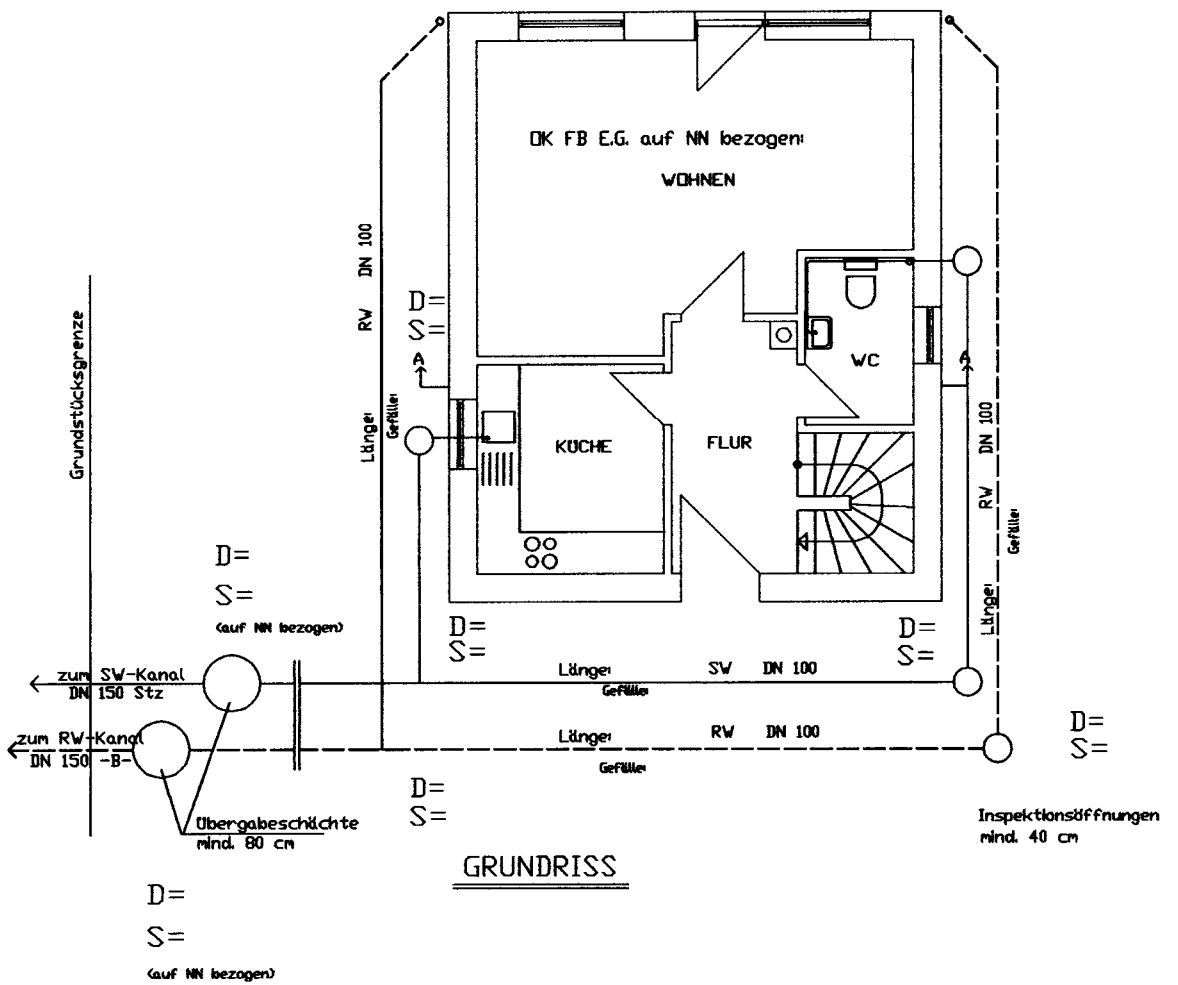 OK FB E.G. auf NN bezogen:
WOHNEN
RW DN 100
Länge:
Gefälle:
D=
S=
A
Grundstücksgrenze
WC
A
KÜCHE
FLUR
RW DN 100
Länge:
Gefälle:
D=
S=
(auf NN bezogen)
D=
S=
D=
S=
zum SW-Kanal
DN 150 Stz
Länge: SW DN 100
Gefälle:
zum RW-Kanal
DN 150 -B-
Länge: RW DN 100
Gefälle:
D=
S=
D=
S=
Übergabeschächte
mind. 80 cm
Inspektionsöffnungen
mind. 40 cm
GRUNDRISS
D=
S=
(auf NN bezogen)